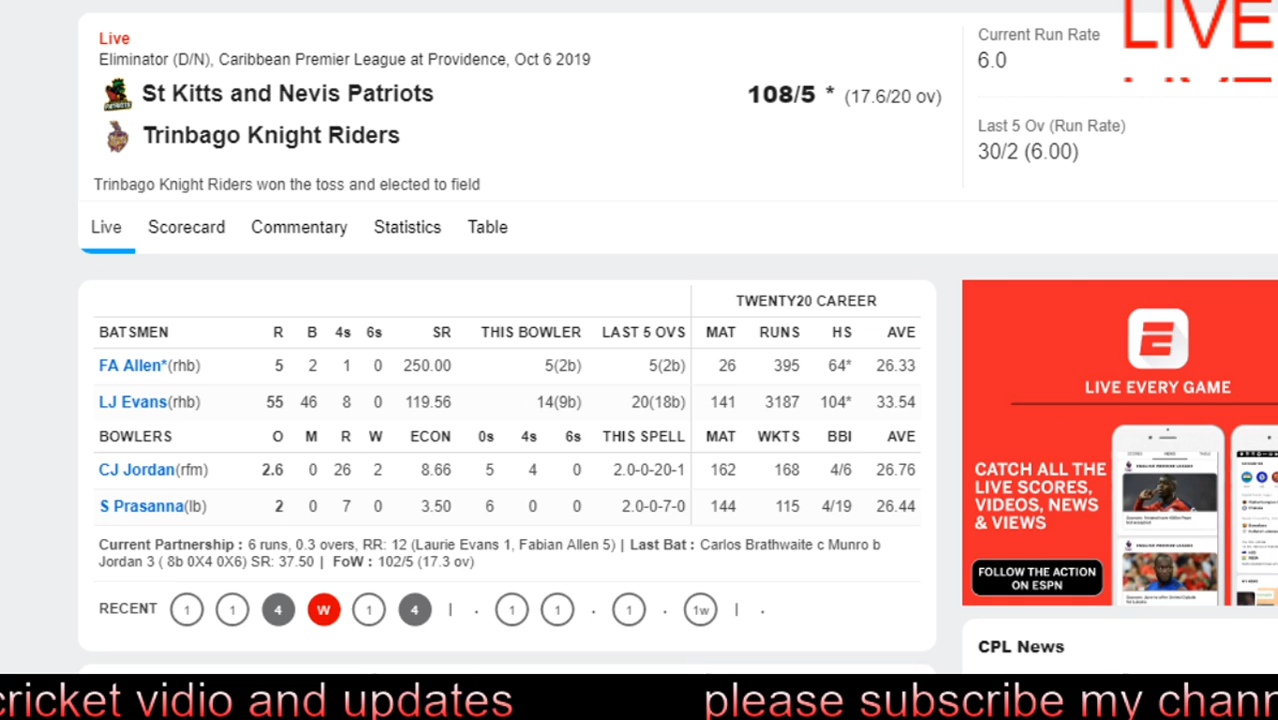 LIVE
Live
Eliminator (D/N), Caribbean Premier League at Providence, Oct 6 2019
St Kitts and Nevis Patriots 108/5 * (17.6/20 ov)
Trinbago Knight Riders
Trinbago Knight Riders won the toss and elected to field
Current Run Rate
6.0
Last 5 Ov (Run Rate)
30/2 (6.00)
Live Scorecard Commentary Statistics Table
TWENTY20 CAREER
BATSMEN R B 4s 6s SR THIS BOWLER LAST 5 OVS MAT RUNS HS AVE
FA Allen*(rhb) 5 2 1 0 250.00 5(2b) 5(2b) 26 395 64* 26.33
LJ Evans(rhb) 55 46 8 0 119.56 14(9b) 20(18b) 141 3187 104* 33.54
BOWLERS O M R W ECON 0s 4s 6s THIS SPELL MAT WKTS BBI AVE
CJ Jordan(rfm) 2.6 0 26 2 8.66 5 4 0 2.0-0-20-1 162 168 4/6 26.76
S Prasanna(lb) 2 0 7 0 3.50 6 0 0 2.0-0-7-0 144 115 4/19 26.44
Current Partnership : 6 runs, 0.3 overs, RR: 12 (Laurie Evans 1, Fabian Allen 5) | Last Bat : Carlos Brathwaite c Munro b
Jordan 3 ( 8b 0X4 0X6) SR: 37.50 | FoW : 102/5 (17.3 ov)
RECENT 1 1 4 W 1 4 | . 1 1 . 1 . 1w | .
E
LIVE EVERY GAME
CATCH ALL THE
LIVE SCORES,
VIDEOS, NEWS
& VIEWS
FOLLOW THE ACTION
ON ESPN
CPL News
cricket vidio and updates please subscribe my chann